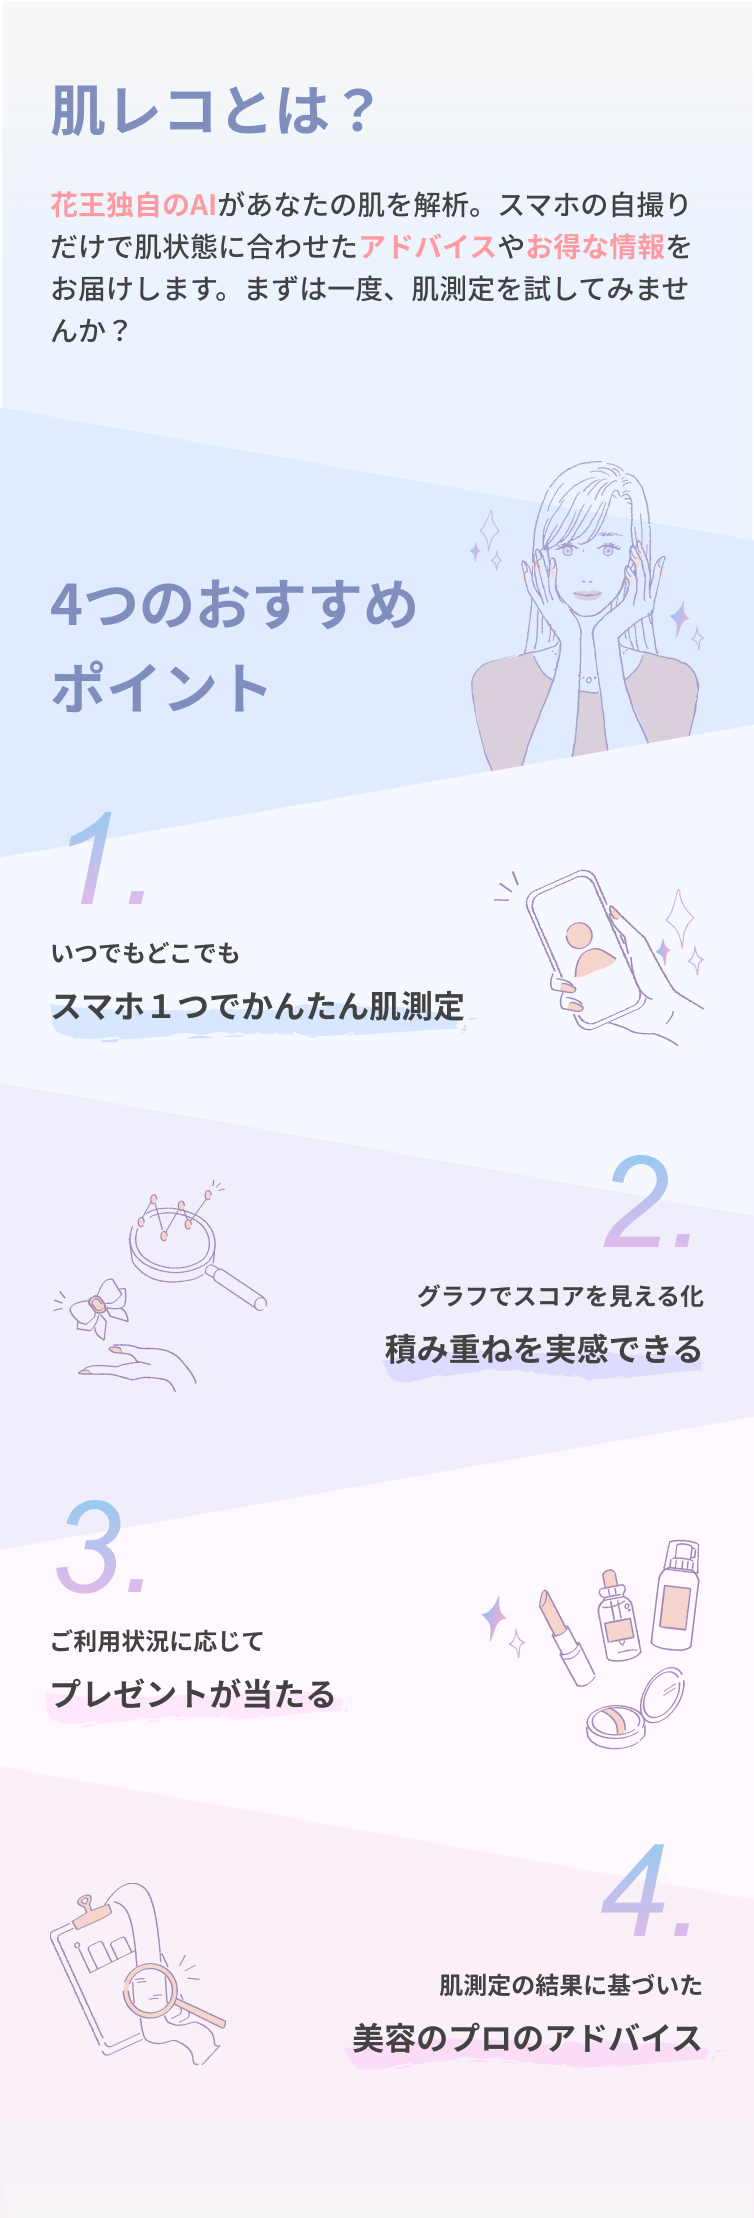 肌レコとは？
花王独自のAIがあなたの肌を解析。スマホの自撮り
だけで肌状態に合わせたアドバイスやお得な情報を
お届けします。まずは一度、肌測定を試してみませ
んか？
4つのおすすめ
ポイント
1.
いつでもどこでも
スマホ１つでかんたん肌測定
2.
グラフでスコアを見える化
積み重ねを実感できる
3.
ご利用状況に応じて
プレゼントが当たる
4.
肌測定の結果に基づいた
美容のプロのアドバイス